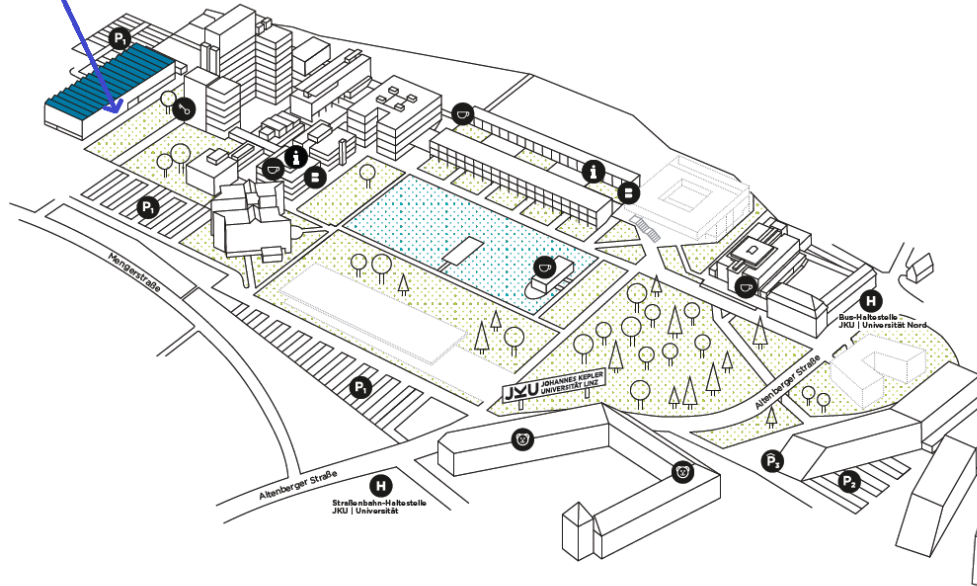 P1
i
B
i
B
P1
Mengerstraße
H
Bus-Haltestelle
JKU | Universität Nord
P1
JKU JOHANNES KEPLER
UNIVERSITÄT LINZ
Altenberger Straße
P3
P2
Altenberger Straße
H
Straßenbahn-Haltestelle
JKU | Universität